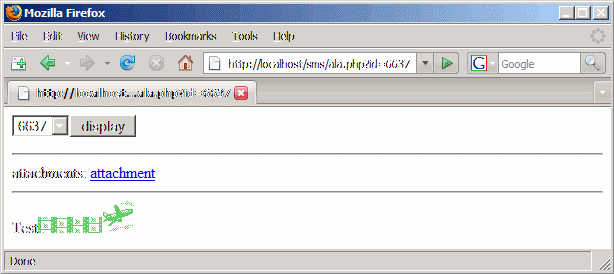 Mozilla Firefox
File Edit View History Bookmarks Tools Help
http://localhost/sms/ala.php?id=6637
Google
http://localhost...ala.php?id=6637
6637 display
attachments: attachment
Test
Done